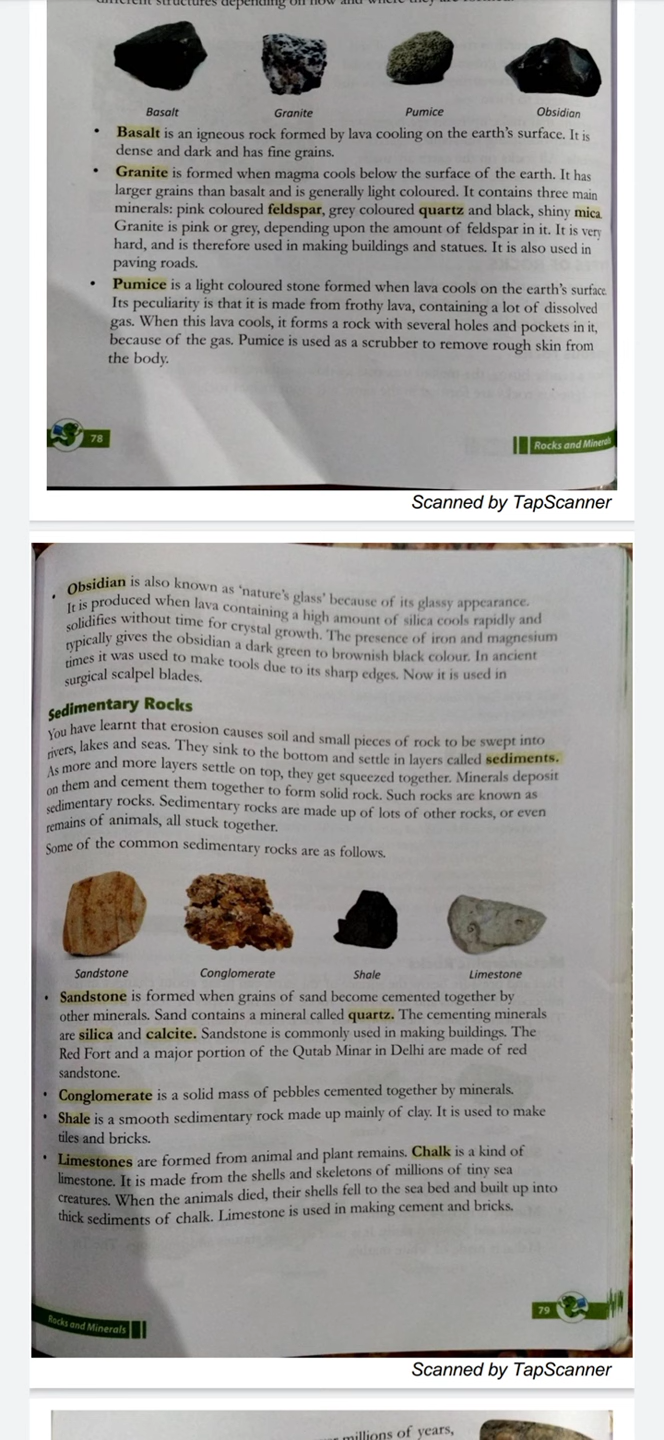 different structures depending on how and where they are formed.
Basalt
Granite
Pumice
Obsidian
• Basalt is an igneous rock formed by lava cooling on the earth's surface. It is
dense and dark and has fine grains.
• Granite is formed when magma cools below the surface of the earth. It has
larger grains than basalt and is generally light coloured. It contains three main
minerals: pink coloured feldspar, grey coloured quartz and black, shiny mica.
Granite is pink or grey, depending upon the amount of feldspar in it. It is very
hard, and is therefore used in making buildings and statues. It is also used in
paving roads.
• Pumice is a light coloured stone formed when lava cools on the earth's surface.
Its peculiarity is that it is made from frothy lava, containing a lot of dissolved
gas. When this lava cools, it forms a rock with several holes and pockets in it,
because of the gas. Pumice is used as a scrubber to remove rough skin from
the body.
78
Rocks and Minerals
Scanned by TapScanner
• Obsidian is also known as 'nature's glass' because of its glassy appearance.
It is produced when lava containing a high amount of silica cools rapidly and
solidifies without time for crystal growth. The presence of iron and magnesium
typically gives the obsidian a dark green to brownish black colour. In ancient
times it was used to make tools due to its sharp edges. Now it is used in
surgical scalpel blades.
Sedimentary Rocks
You have learnt that erosion causes soil and small pieces of rock to be swept into
rivers, lakes and seas. They sink to the bottom and settle in layers called sediments.
As more and more layers settle on top, they get squeezed together. Minerals deposit
on them and cement them together to form solid rock. Such rocks are known as
sedimentary rocks. Sedimentary rocks are made up of lots of other rocks, or even
remains of animals, all stuck together.
Some of the common sedimentary rocks are as follows.
Sandstone
Conglomerate
Shale
Limestone
• Sandstone is formed when grains of sand become cemented together by
other minerals. Sand contains a mineral called quartz. The cementing minerals
are silica and calcite. Sandstone is commonly used in making buildings. The
Red Fort and a major portion of the Qutab Minar in Delhi are made of red
sandstone.
• Conglomerate is a solid mass of pebbles cemented together by minerals.
• Shale is a smooth sedimentary rock made up mainly of clay. It is used to make
tiles and bricks.
• Limestones are formed from animal and plant remains. Chalk is a kind of
limestone. It is made from the shells and skeletons of millions of tiny sea
creatures. When the animals died, their shells fell to the sea bed and built up into
thick sediments of chalk. Limestone is used in making cement and bricks.
Rocks and Minerals
79
Scanned by TapScanner
millions of years,